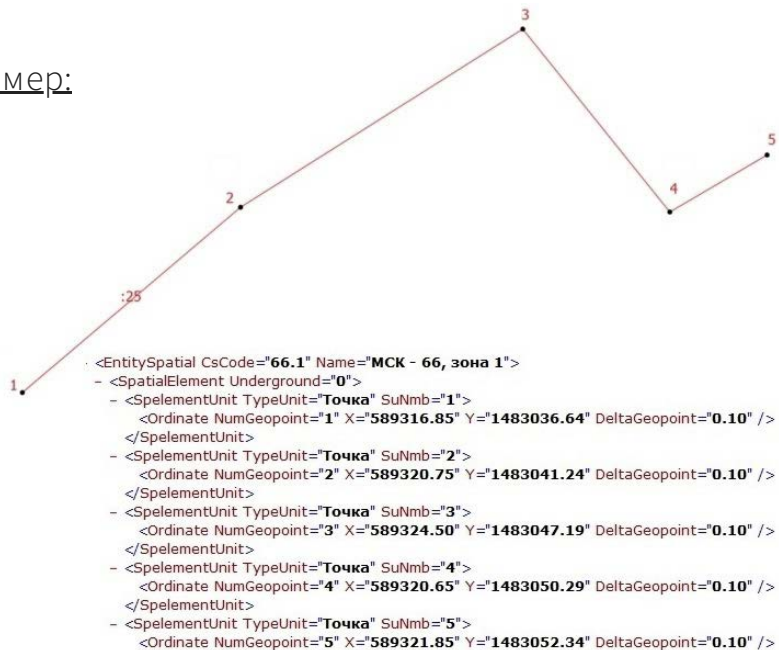 мер:
3
5
2
4
:25
1
<EntitySpatial CsCode="66.1" Name="МСК - 66, зона 1">
- <SpatialElement Underground="0">
- <SpelementUnit TypeUnit="Точка" SuNmb="1">
<Ordinate NumGeopoint="1" X="589316.85" Y="1483036.64" DeltaGeopoint="0.10" />
</SpelementUnit>
- <SpelementUnit TypeUnit="Точка" SuNmb="2">
<Ordinate NumGeopoint="2" X="589320.75" Y="1483041.24" DeltaGeopoint="0.10" />
</SpelementUnit>
- <SpelementUnit TypeUnit="Точка" SuNmb="3">
<Ordinate NumGeopoint="3" X="589324.50" Y="1483047.19" DeltaGeopoint="0.10" />
</SpelementUnit>
- <SpelementUnit TypeUnit="Точка" SuNmb="4">
<Ordinate NumGeopoint="4" X="589320.65" Y="1483050.29" DeltaGeopoint="0.10" />
</SpelementUnit>
- <SpelementUnit TypeUnit="Точка" SuNmb="5">
<Ordinate NumGeopoint="5" X="589321.85" Y="1483052.34" DeltaGeopoint="0.10" />